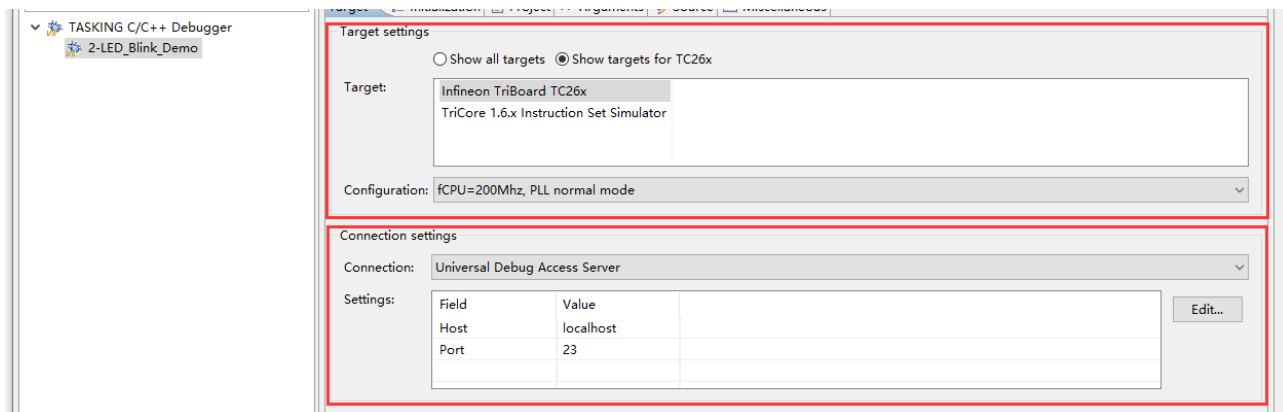 TASKING C/C++ Debugger
2-LED_Blink_Demo
Target settings
Show all targets Show targets for TC26x
Target:
Infineon TriBoard TC26x
TriCore 1.6.x Instruction Set Simulator
Configuration: fCPU=200Mhz, PLL normal mode
Connection settings
Connection: Universal Debug Access Server
Settings:
Field Value
Edit...
Host localhost
Port 23